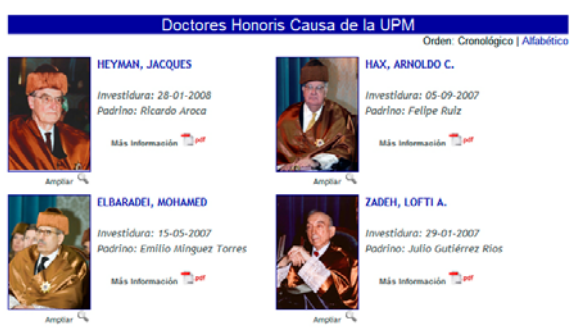 Doctores Honoris Causa de la UPM
Orden: Cronológico | Alfabético
HEYMAN, JACQUES
Investidura: 28-01-2008
Padrino: Ricardo Aroca
Más Información pdf
Ampliar
HAX, ARNOLDO C.
Investidura: 05-09-2007
Padrino: Felipe Ruiz
Más Información pdf
Ampliar
ELBARADEI, MOHAMED
Investidura: 15-05-2007
Padrino: Emilio Minguez Torres
Más Información pdf
Ampliar
ZADEH, LOFTI A.
Investidura: 29-01-2007
Padrino: Julio Gutiérrez Rios
Más Información pdf
Ampliar